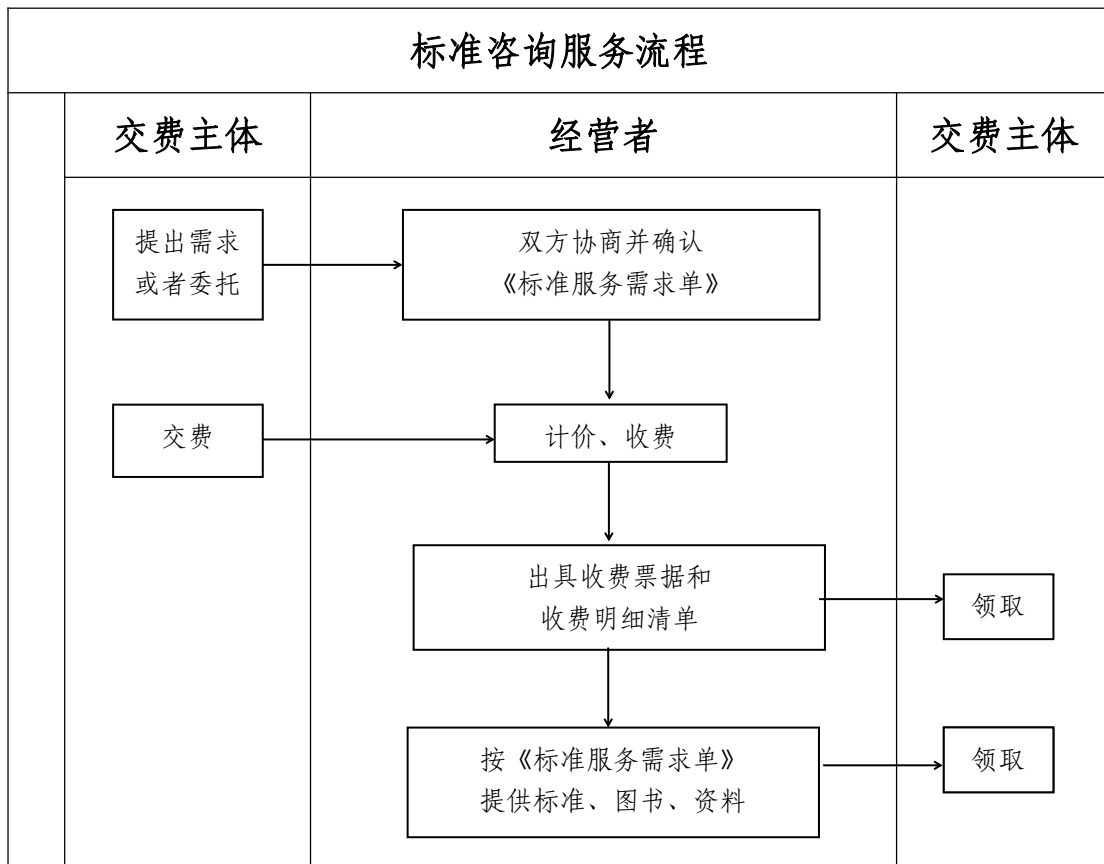 标准咨询服务流程
交费主体
经营者
交费主体
提出需求
或者委托
双方协商并确认
《标准服务需求单》
交费
计价、收费
出具收费票据和
收费明细清单
领取
按《标准服务需求单》
提供标准、图书、资料
领取